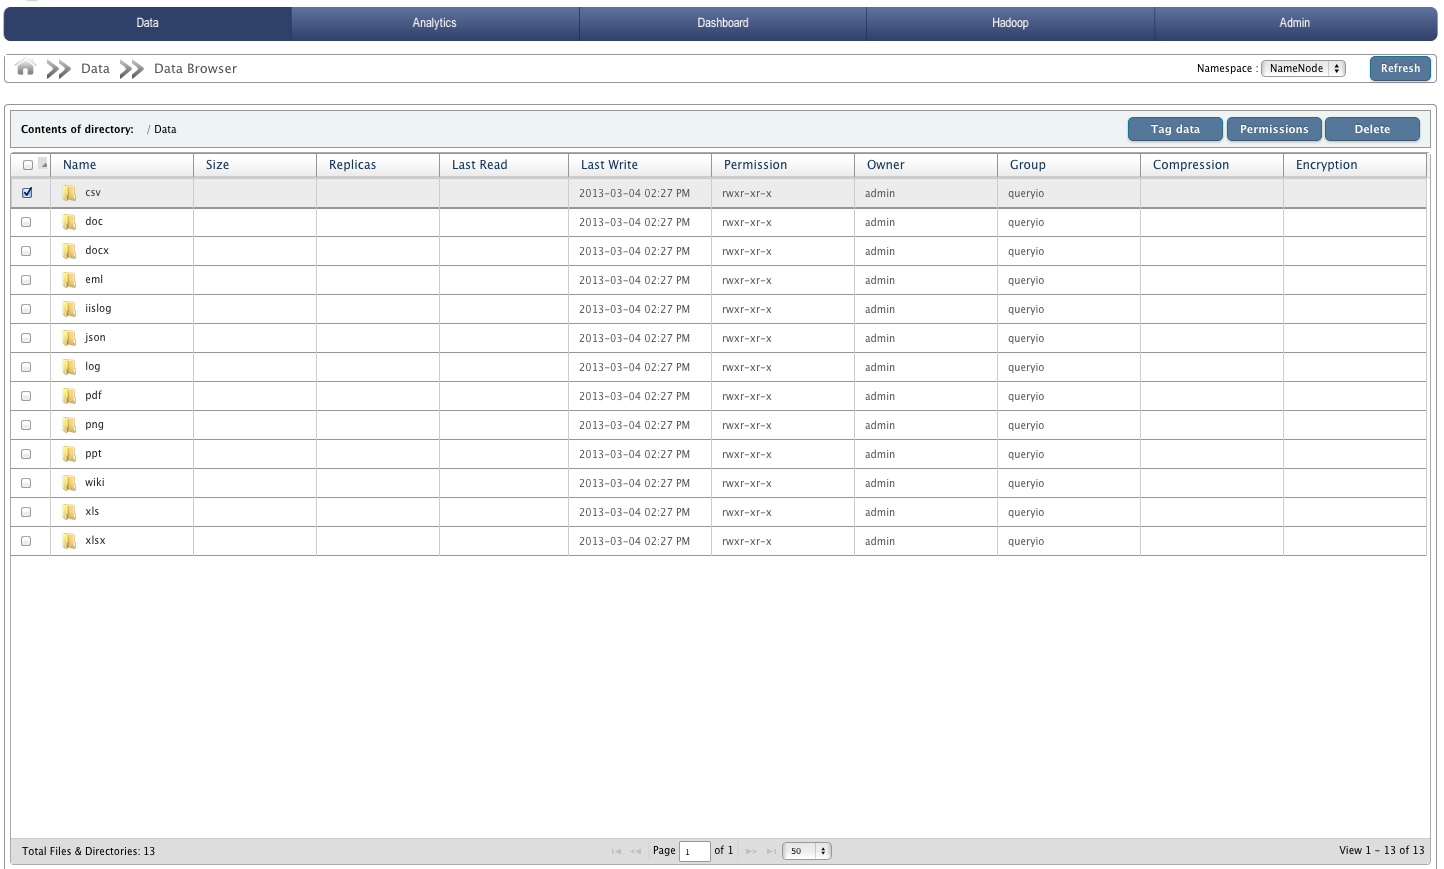 Data Analytics Dashboard Hadoop Admin
Data Data Browser Namespace : NameNode Refresh
Contents of directory: / Data Tag data Permissions Delete
Name Size Replicas Last Read Last Write Permission Owner Group Compression Encryption
csv 2013-03-04 02:27 PM rwxr-xr-x admin queryio
doc 2013-03-04 02:27 PM rwxr-xr-x admin queryio
docx 2013-03-04 02:27 PM rwxr-xr-x admin queryio
eml 2013-03-04 02:27 PM rwxr-xr-x admin queryio
iislog 2013-03-04 02:27 PM rwxr-xr-x admin queryio
json 2013-03-04 02:27 PM rwxr-xr-x admin queryio
log 2013-03-04 02:27 PM rwxr-xr-x admin queryio
pdf 2013-03-04 02:27 PM rwxr-xr-x admin queryio
png 2013-03-04 02:27 PM rwxr-xr-x admin queryio
ppt 2013-03-04 02:27 PM rwxr-xr-x admin queryio
wiki 2013-03-04 02:27 PM rwxr-xr-x admin queryio
xls 2013-03-04 02:27 PM rwxr-xr-x admin queryio
xlsx 2013-03-04 02:27 PM rwxr-xr-x admin queryio
Total Files & Directories: 13 Page 1 of 1 50 View 1 - 13 of 13